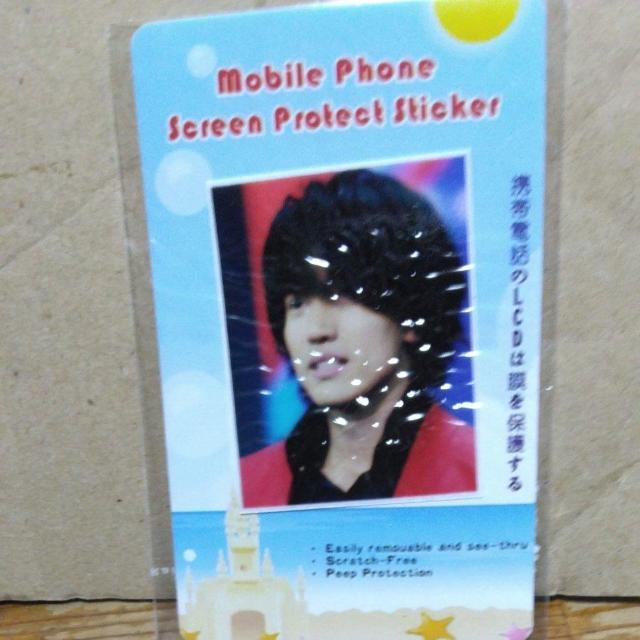 Mobile Phone
Screen Protect Sticker
携帯電話のLCDは膜を保護する
· Easily removable and see-thru
· Scratch-Free
· Peep Protection